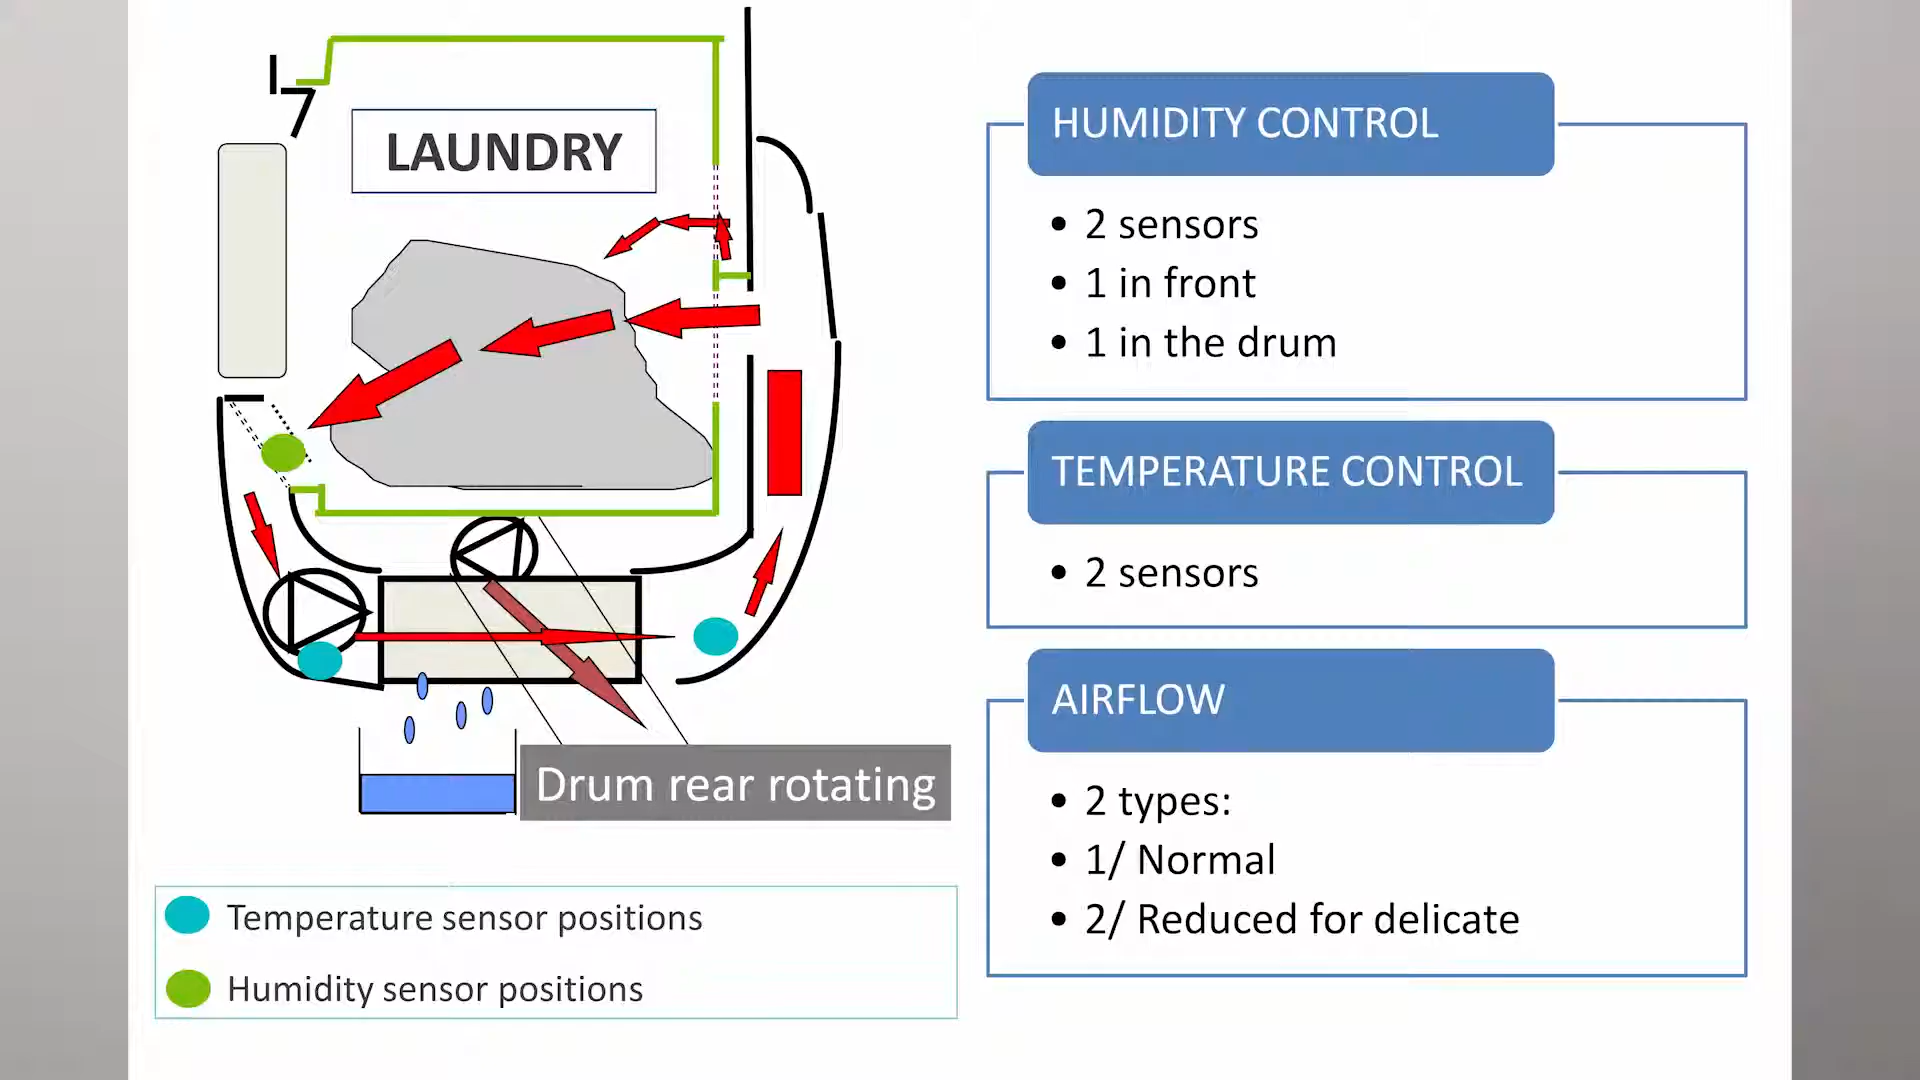 LAUNDRY
Drum rear rotating
Temperature sensor positions
Humidity sensor positions
HUMIDITY CONTROL
• 2 sensors
• 1 in front
• 1 in the drum
TEMPERATURE CONTROL
• 2 sensors
AIRFLOW
• 2 types:
• 1/ Normal
• 2/ Reduced for delicate